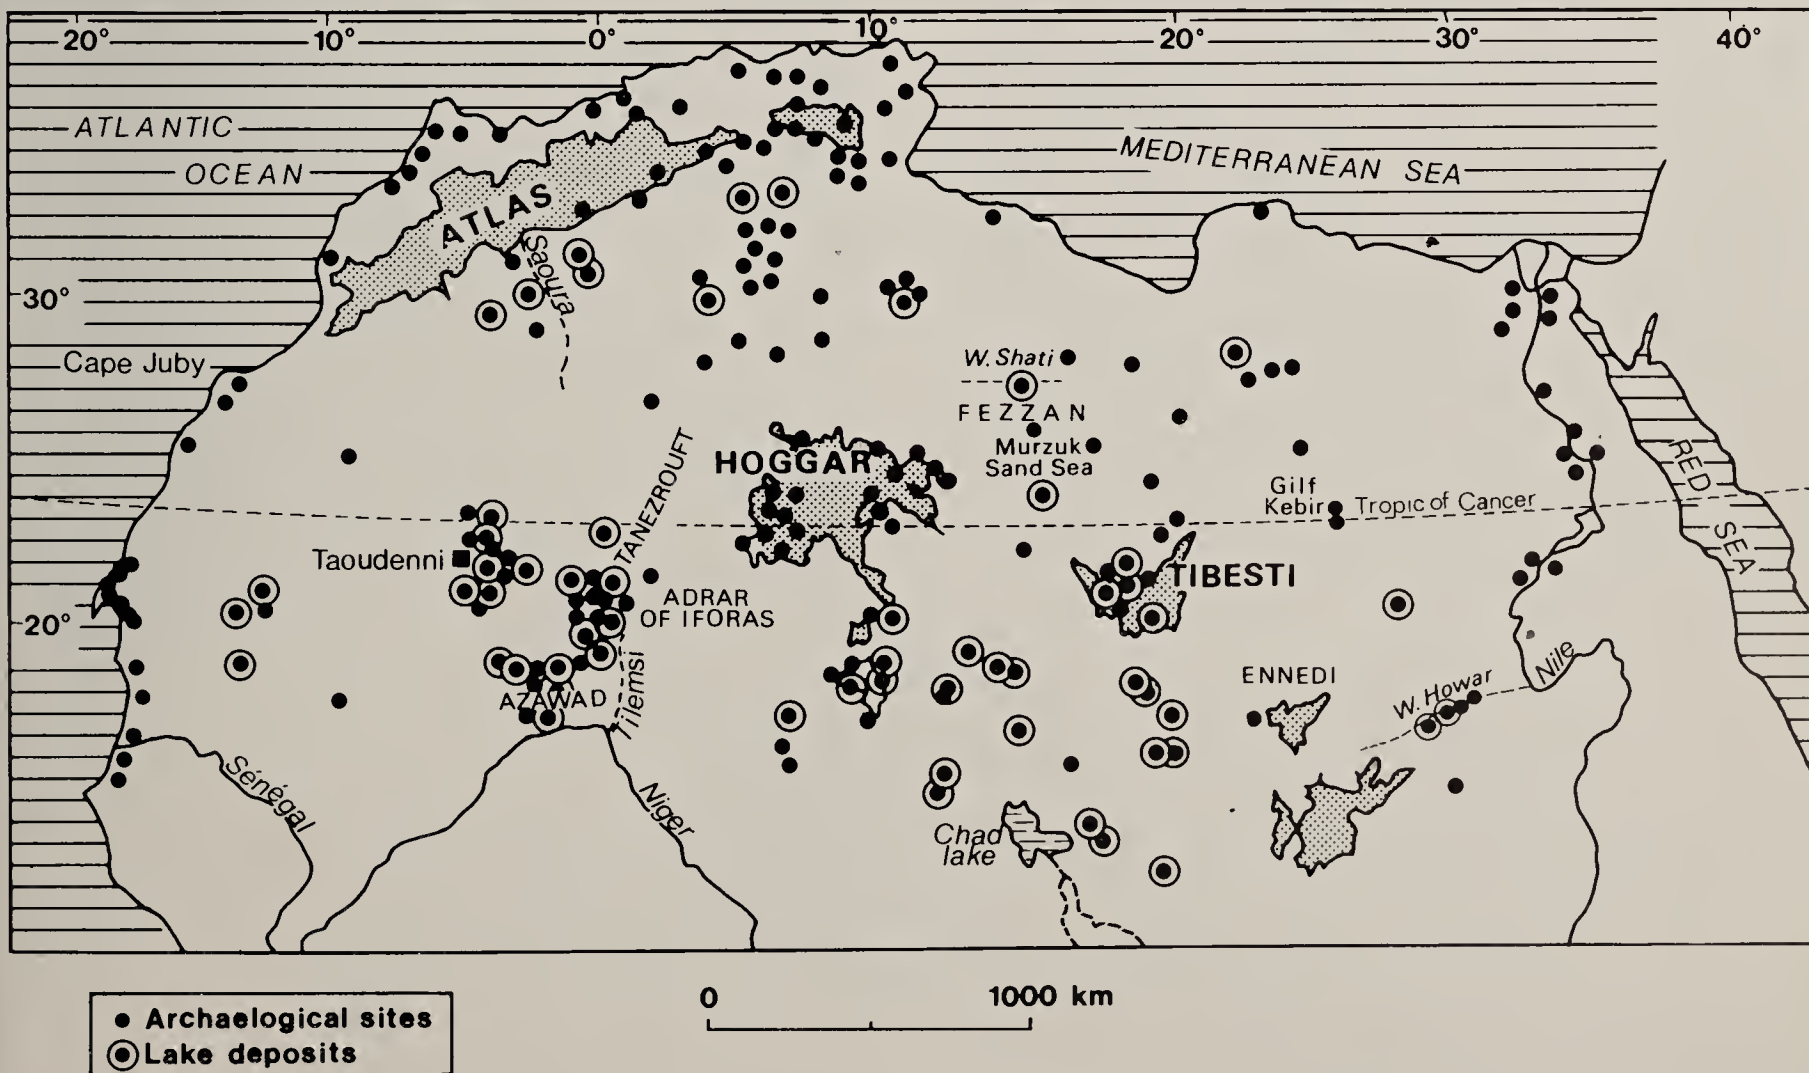 20° 10° 0° 10° 20° 30° 40°
ATLANTIC
OCEAN
MEDITERRANEAN SEA
ATLAS
Saoura
30°
Cape Juby
W. Shati
FEZZAN
Murzuk
Sand Sea
HOGGAR
TANEZROUFT
Gilf
Kebir
Tropic of Cancer
RED SEA
Taoudenni
TIBESTI
ADRAR
OF IFORAS
20°
Tilemsi
AZAWAD
ENNEDI
W. Howar
Nile
Sénégal
Niger
Chad
lake
0 1000 km
Archaelogical sites
Lake deposits